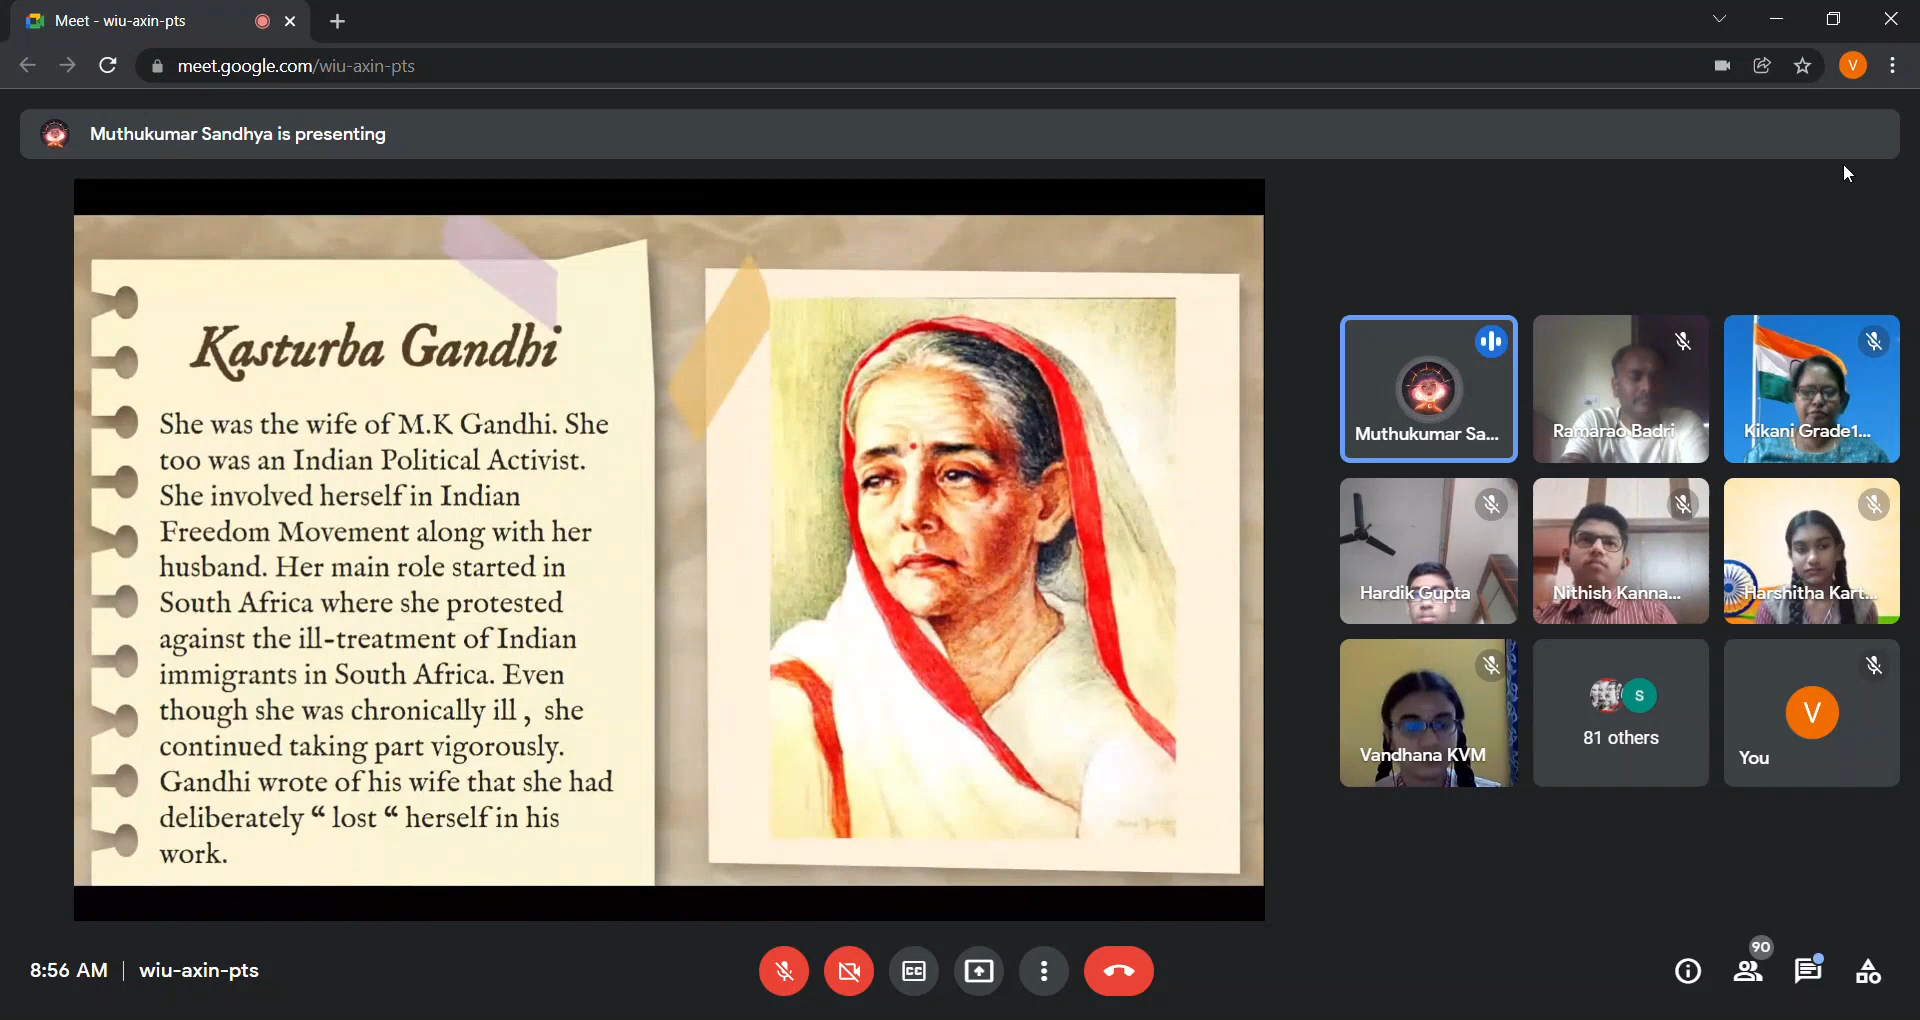 Meet - wiu-axin-pts
meet.google.com/wiu-axin-pts
V
Muthukumar Sandhya is presenting
Kasturba Gandhi
She was the wife of M.K Gandhi. She
too was an Indian Political Activist.
She involved herself in Indian
Freedom Movement along with her
husband. Her main role started in
South Africa where she protested
against the ill-treatment of Indian
immigrants in South Africa. Even
though she was chronically ill , she
continued taking part vigorously.
Gandhi wrote of his wife that she had
deliberately “ lost “ herself in his
work.
Muthukumar Sa...
Ramarao Badri
Kikani Grade1...
Hardik Gupta
Nithish Kanna...
Harshitha Kart...
Vandhana KVM
S
81 others
V
You
8:56 AM | wiu-axin-pts
CC
90